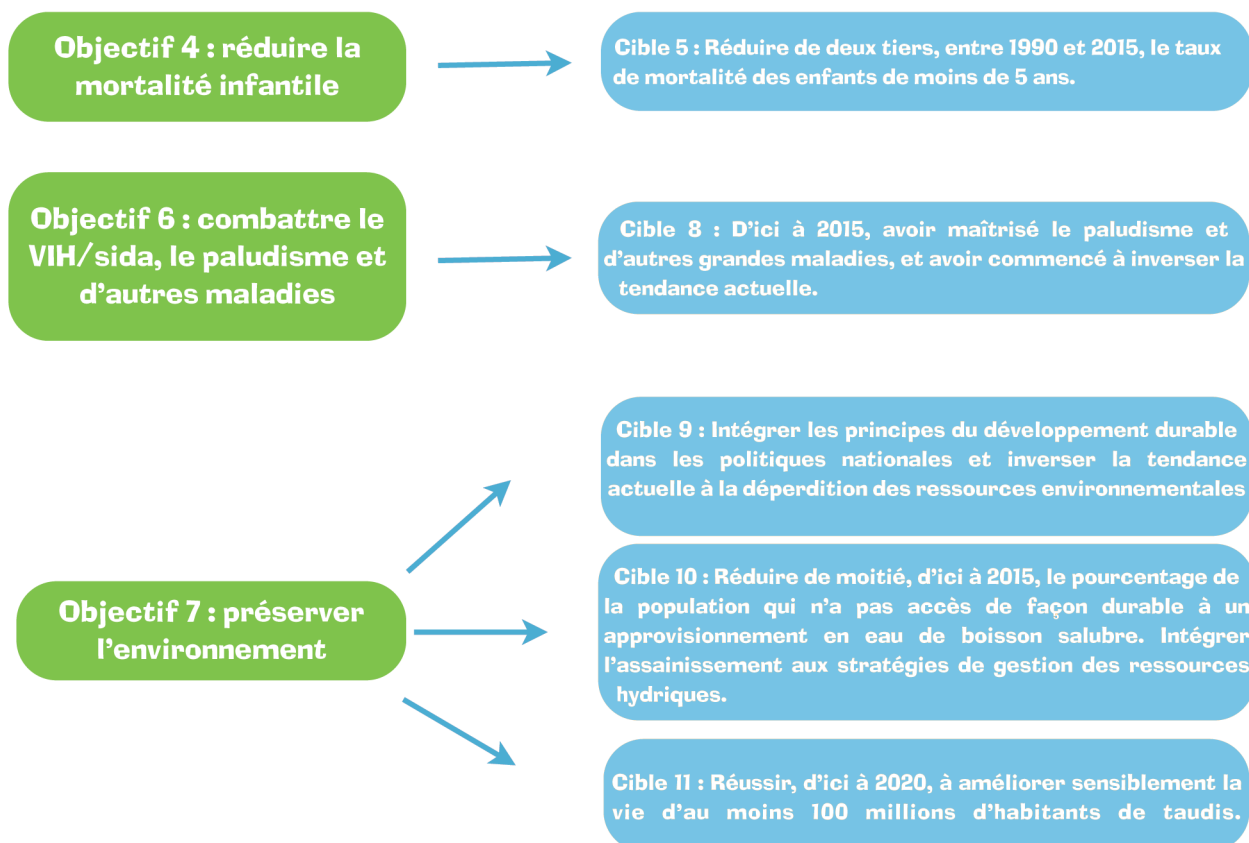 Objectif 4 : réduire la
mortalité infantile
Cible 5 : Réduire de deux tiers, entre 1990 et 2015, le taux
de mortalité des enfants de moins de 5 ans.
Objectif 6 : combattre le
VIH/sida, le paludisme et
d'autres maladies
Cible 8 : D'ici à 2015, avoir maîtrisé le paludisme et
d'autres grandes maladies, et avoir commencé à inverser la
tendance actuelle.
Objectif 7 : préserver
l'environnement
Cible 9 : Intégrer les principes du développement durable
dans les politiques nationales et inverser la tendance
actuelle à la déperdition des ressources environnementales
Cible 10 : Réduire de moitié, d'ici à 2015, le pourcentage de
la population qui n'a pas accès de façon durable à un
approvisionnement en eau de boisson salubre. Intégrer
l'assainissement aux stratégies de gestion des ressources
hydriques.
Cible 11 : Réussir, d'ici à 2020, à améliorer sensiblement la
vie d'au moins 100 millions d'habitants de taudis.